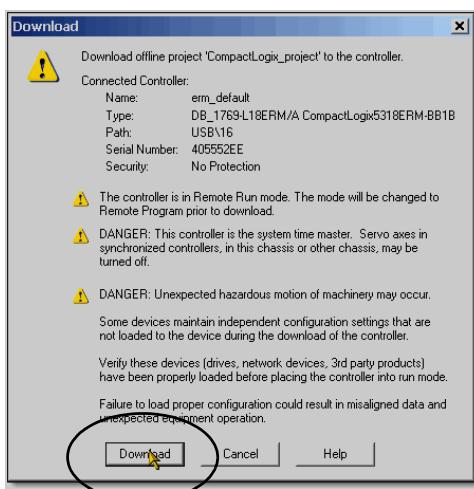 Download
Download offline project 'CompactLogix_project' to the controller.
Connected Controller:
Name: erm_default
Type: DB_1769-L18ERM/A CompactLogix5318ERM-BB1B
Path: USB\16
Serial Number: 405552EE
Security: No Protection
The controller is in Remote Run mode. The mode will be changed to
Remote Program prior to download.
DANGER: This controller is the system time master. Servo axes in
synchronized controllers, in this chassis or other chassis, may be
turned off.
DANGER: Unexpected hazardous motion of machinery may occur.
Some devices maintain independent configuration settings that are
not loaded to the device during the download of the controller.
Verify these devices (drives, network devices, 3rd party products)
have been properly loaded before placing the controller into run mode.
Failure to load proper configuration could result in misaligned data and
unexpected equipment operation.
Download Cancel Help